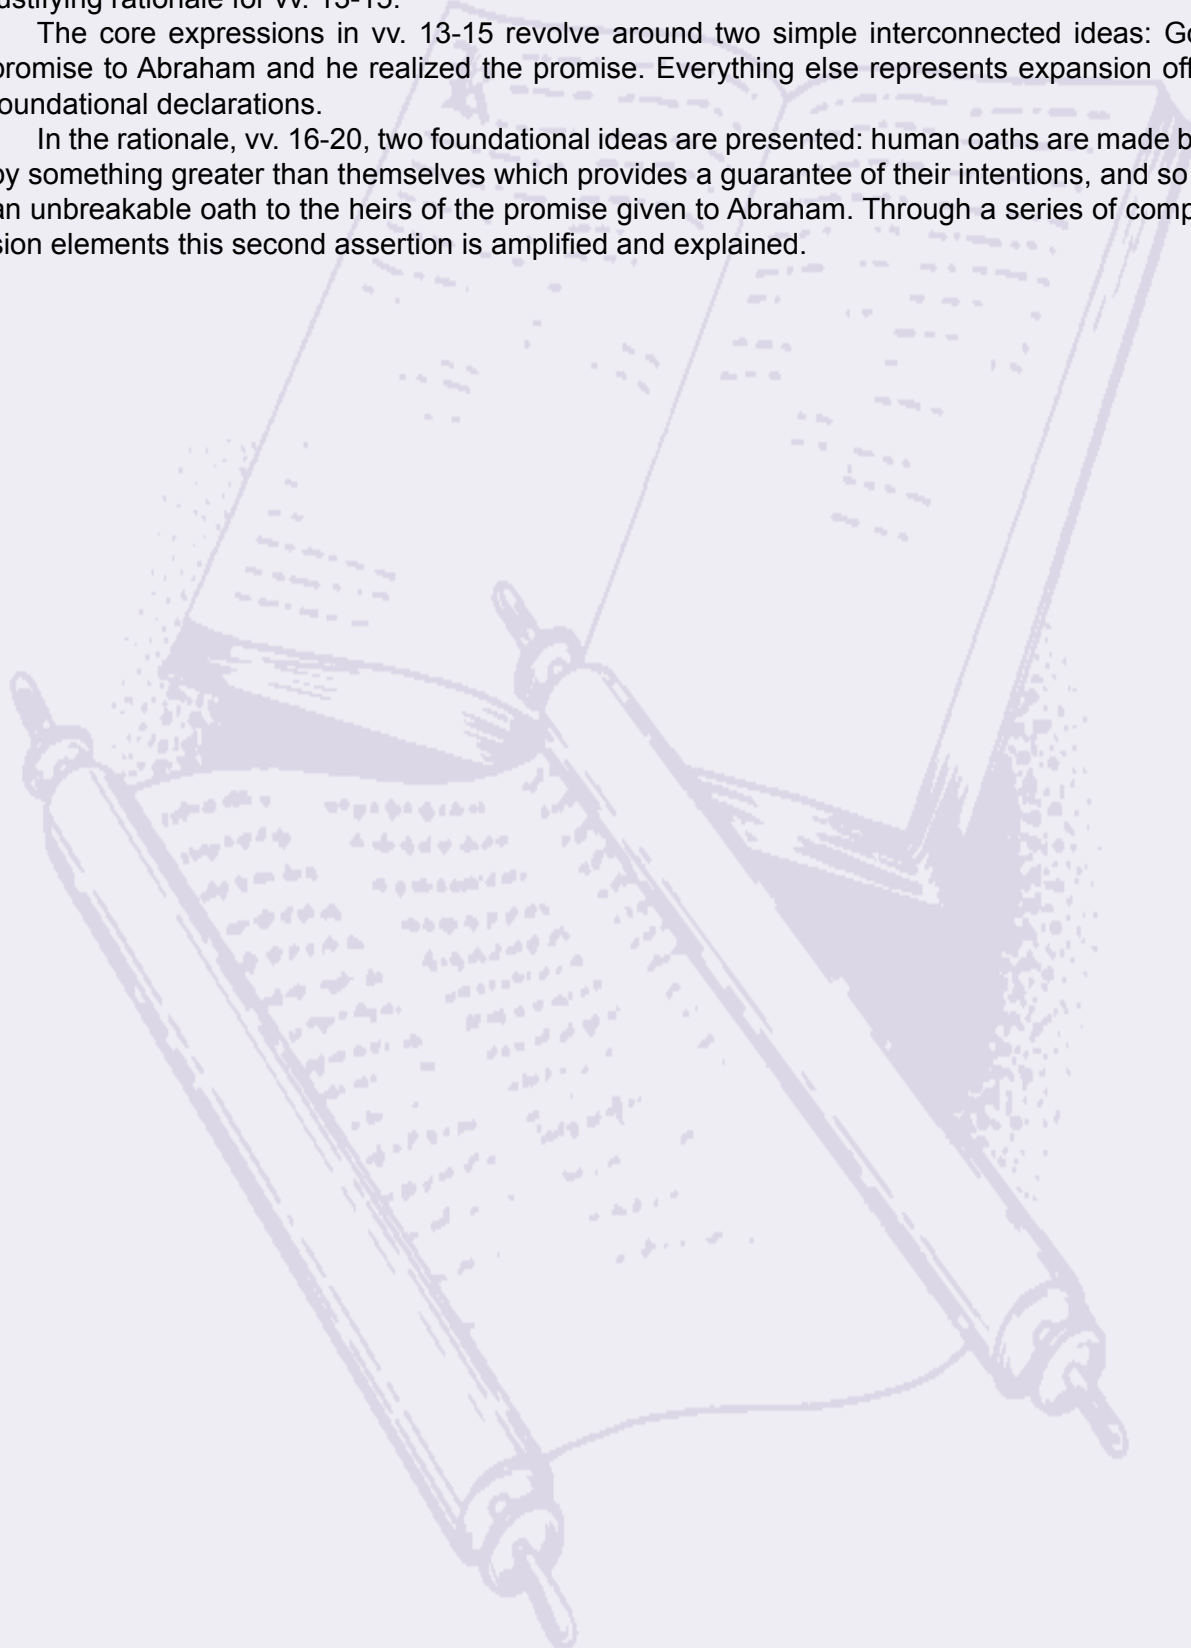 ustifying rationale for vv. 13-15.
The core expressions in vv. 13-15 revolve around two simple interconnected ideas: Go
promise to Abraham and he realized the promise. Everything else represents expansion off
oundational declarations.
In the rationale, vv. 16-20, two foundational ideas are presented: human oaths are made b
by something greater than themselves which provides a guarantee of their intentions, and so
an unbreakable oath to the heirs of the promise given to Abraham. Through a series of comp
sion elements this second assertion is amplified and explained.